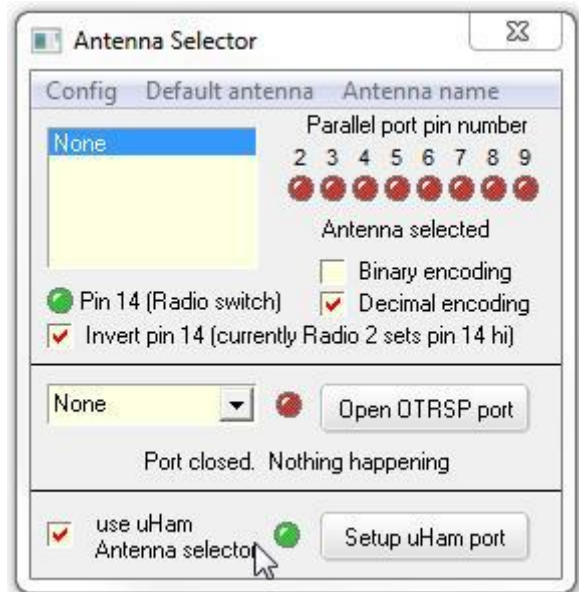 Antenna Selector
Config Default antenna Antenna name
None
Parallel port pin number
2 3 4 5 6 7 8 9
Antenna selected
Binary encoding
Pin 14 (Radio switch)
Decimal encoding
Invert pin 14 (currently Radio 2 sets pin 14 hi)
None
Open OTRSP port
Port closed. Nothing happening
use uHam
Antenna selector
Setup uHam port